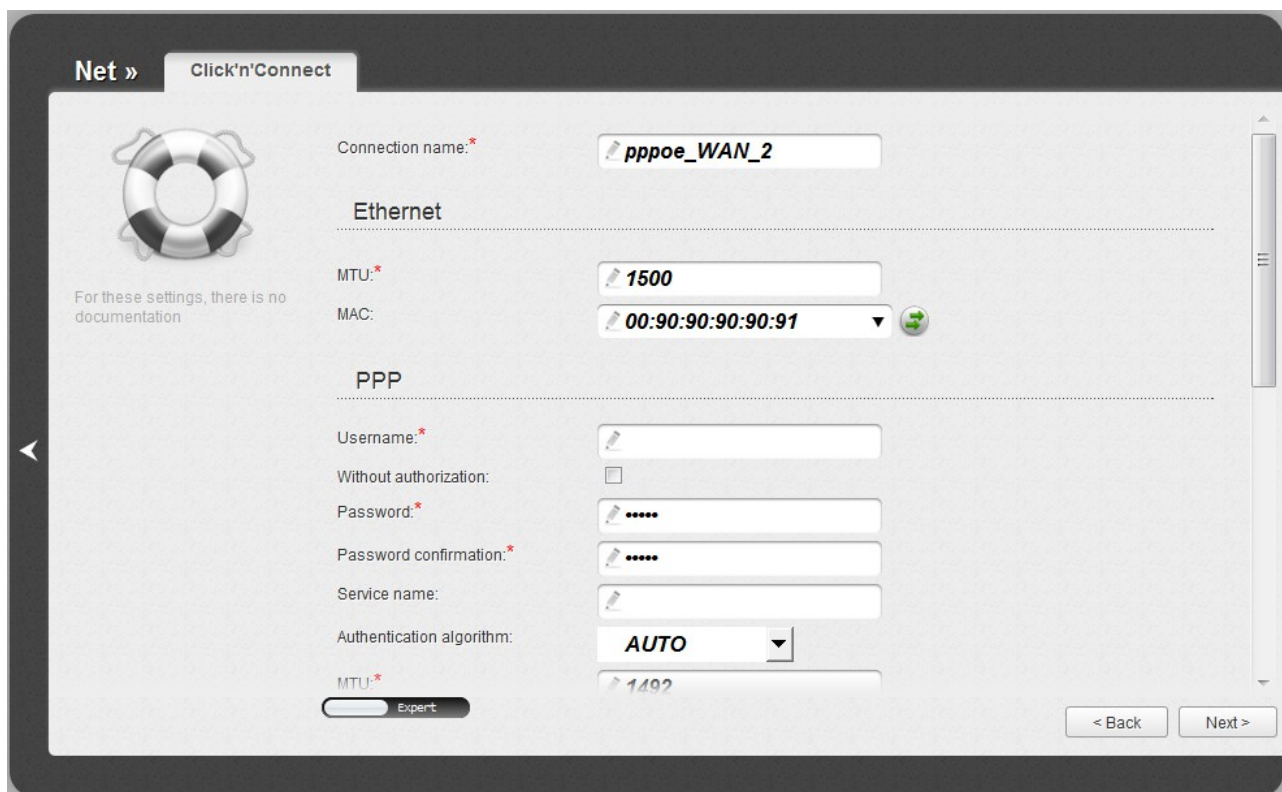 Net »
Click'n'Connect
For these settings, there is no
documentation
Connection name:* pppoe_WAN_2
Ethernet
MTU:* 1500
MAC: 00:90:90:90:90:91
PPP
Username:*
Without authorization:
Password:* •••••
Password confirmation:* •••••
Service name:
Authentication algorithm: AUTO
MTU:* 1492
Expert
< Back Next >